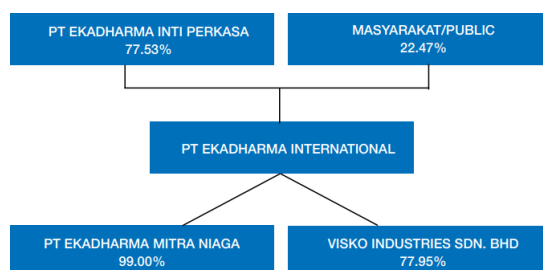 PT EKADHARMA INTI PERKASA
77.53%
MASYARAKAT/PUBLIC
22.47%
PT EKADHARMA INTERNATIONAL
PT EKADHARMA MITRA NIAGA
99.00%
VISKO INDUSTRIES SDN. BHD
77.95%